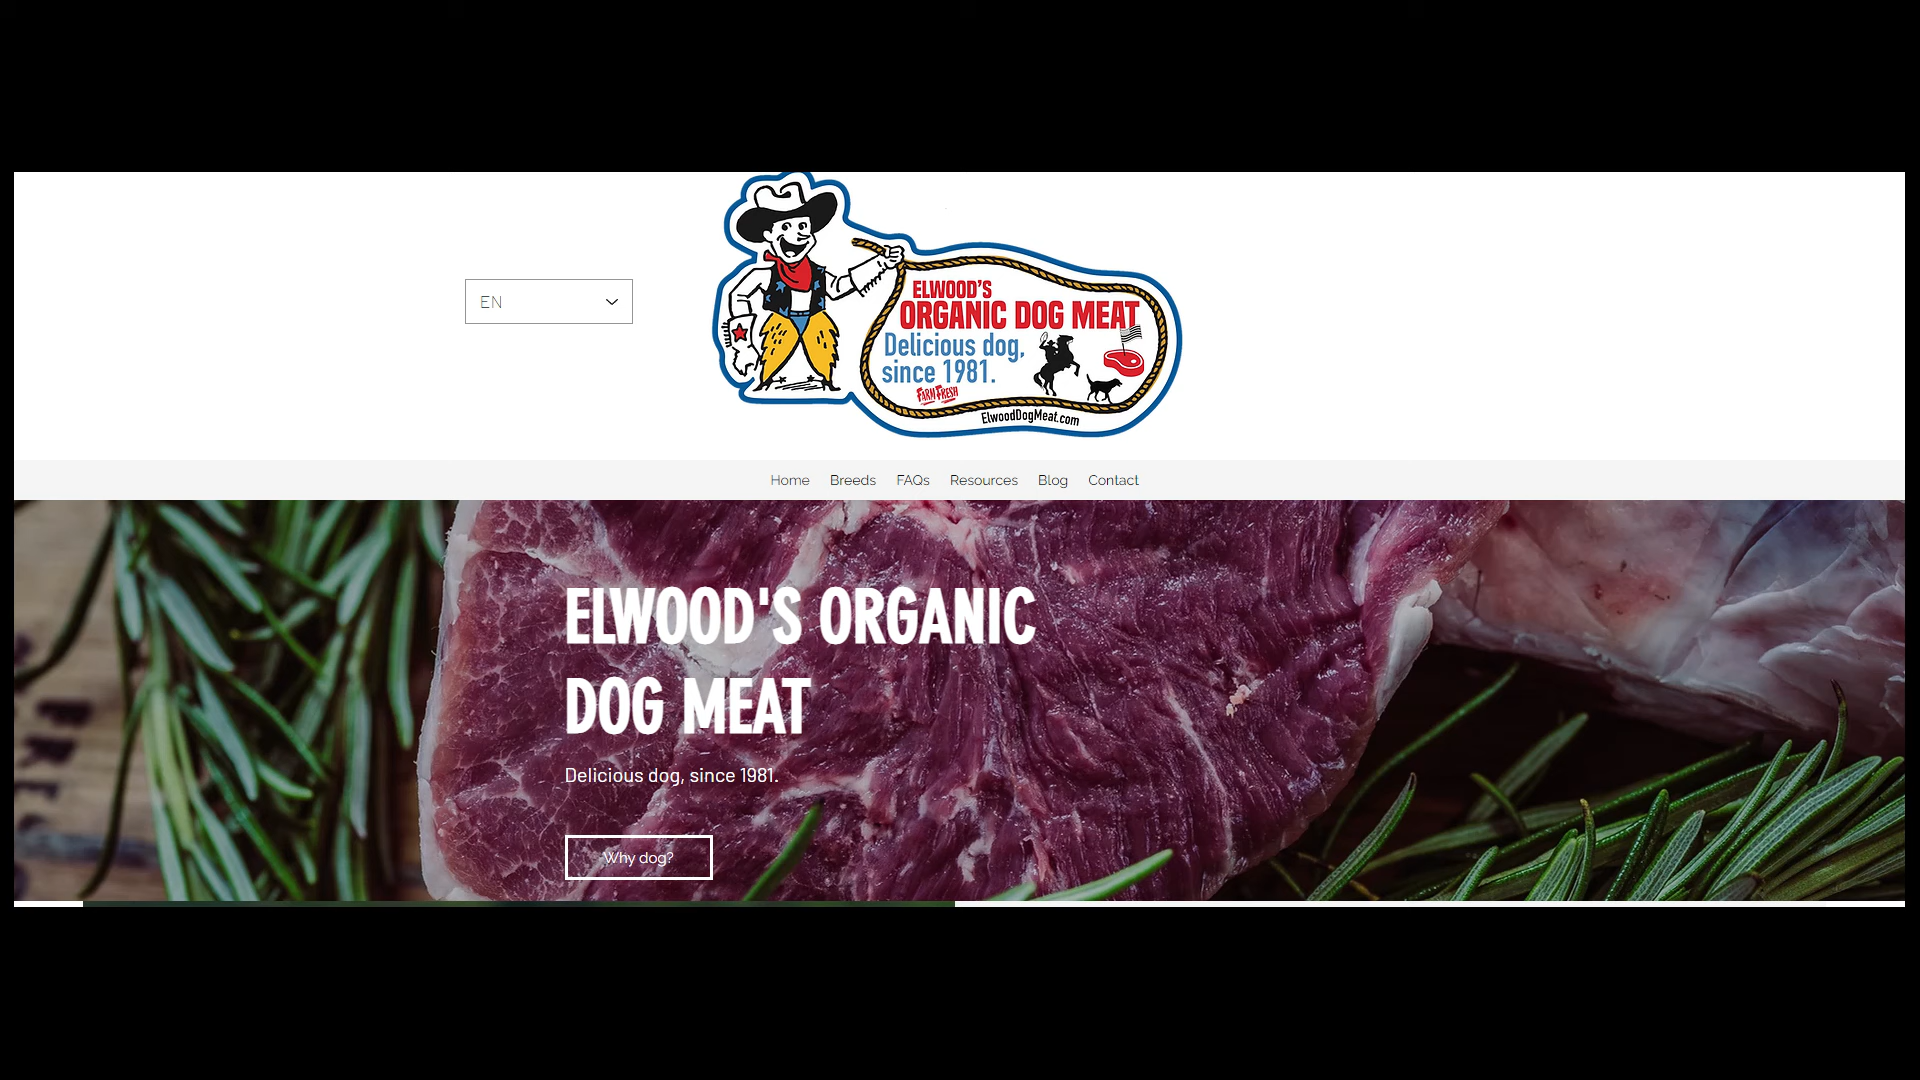 EN
ELWOOD'S
ORGANIC DOG MEAT
Delicious dog,
since 1981.
FARM FRESH
ElwoodDogMeat.com
Home Breeds FAQs Resources Blog Contact
ELWOOD'S ORGANIC
DOG MEAT
Delicious dog, since 1981.
Why dog?